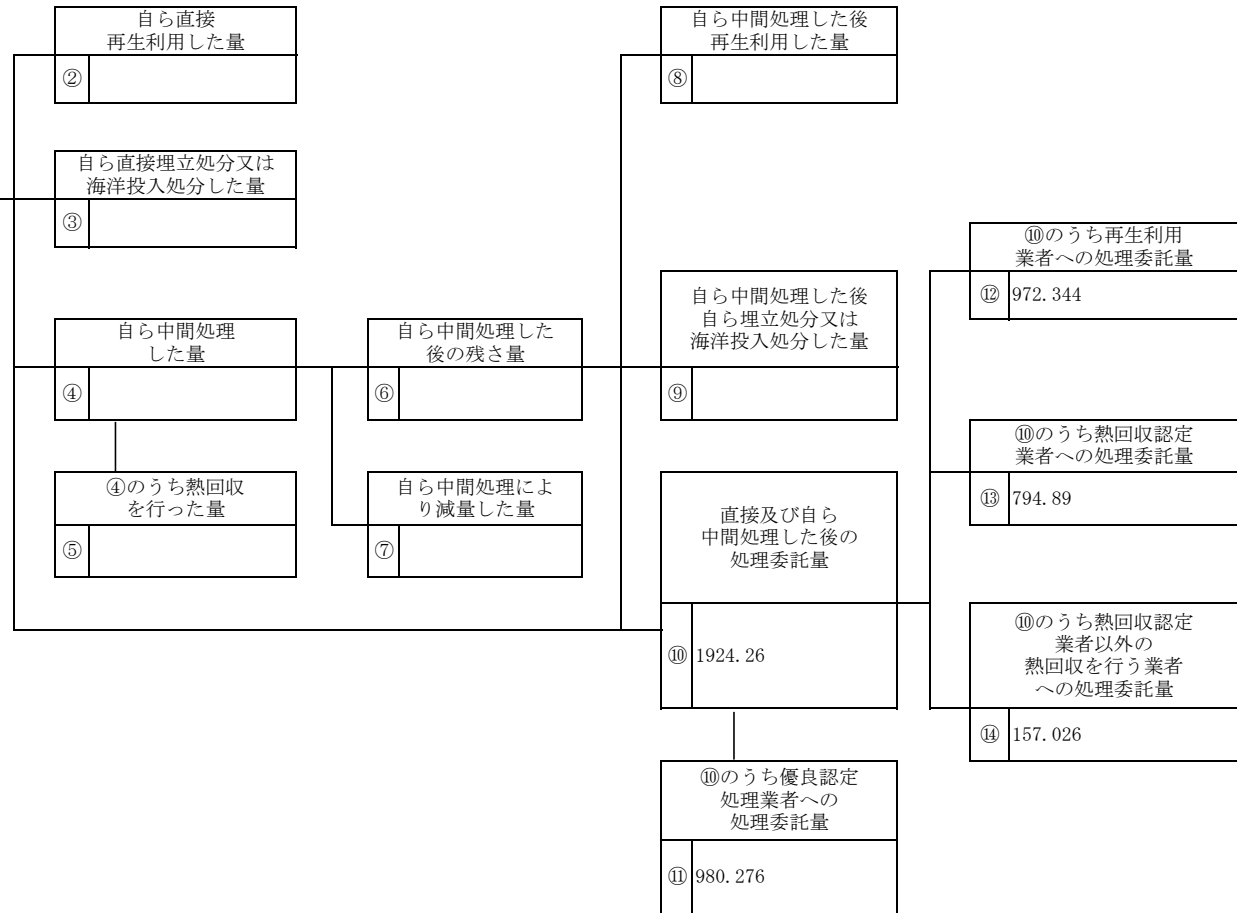 自ら直接
再生利用した量
②
自ら直接埋立処分又は
海洋投入処分した量
③
自ら中間処理
した量
④
④のうち熱回収
を行った量
⑤
自ら中間処理した
後の残さ量
⑥
自ら中間処理によ
り減量した量
⑦
自ら中間処理した後
再生利用した量
⑧
自ら中間処理した後
自ら埋立処分又は
海洋投入処分した量
⑨
直接及び自ら
中間処理した後の
処理委託量
⑩ 1924.26
⑩のうち優良認定
処理業者への
処理委託量
⑪ 980.276
⑩のうち再生利用
業者への処理委託量
⑫ 972.344
⑩のうち熱回収認定
業者への処理委託量
⑬ 794.89
⑩のうち熱回収認定
業者以外の
熱回収を行う業者
への処理委託量
⑭ 157.026